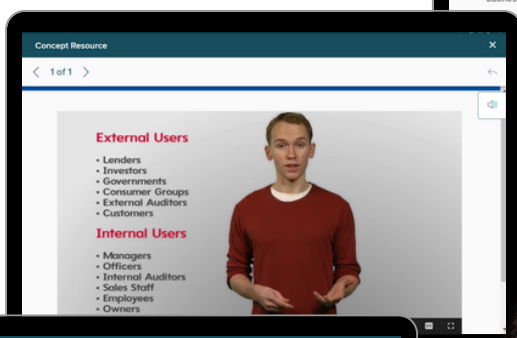 Concept Resource
1 of 1
External Users
• Lenders
• Investors
• Governments
• Consumer Groups
• External Auditors
• Customers
Internal Users
• Managers
• Officers
• Internal Auditors
• Sales Staff
• Employees
• Owners